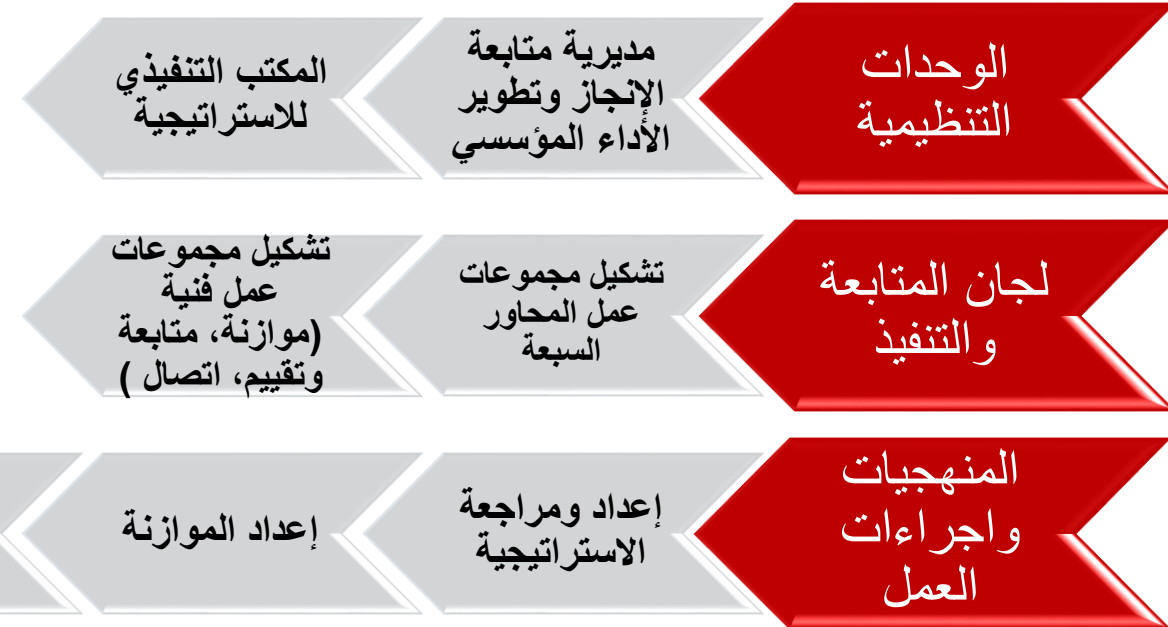 الوحدات
التنظيمية
مديرية متابعة
الإنجاز وتطوير
الأداء المؤسسي
المكتب التنفيذي
للاستراتيجية
لجان المتابعة
والتنفيذ
تشكيل مجموعات
عمل المحاور
السبعة
تشكيل مجموعات
عمل فنية
(موازنة، متابعة
وتقييم، اتصال )
المنهجيات
واجراءات
العمل
إعداد ومراجعة
الاستراتيجية
إعداد الموازنة